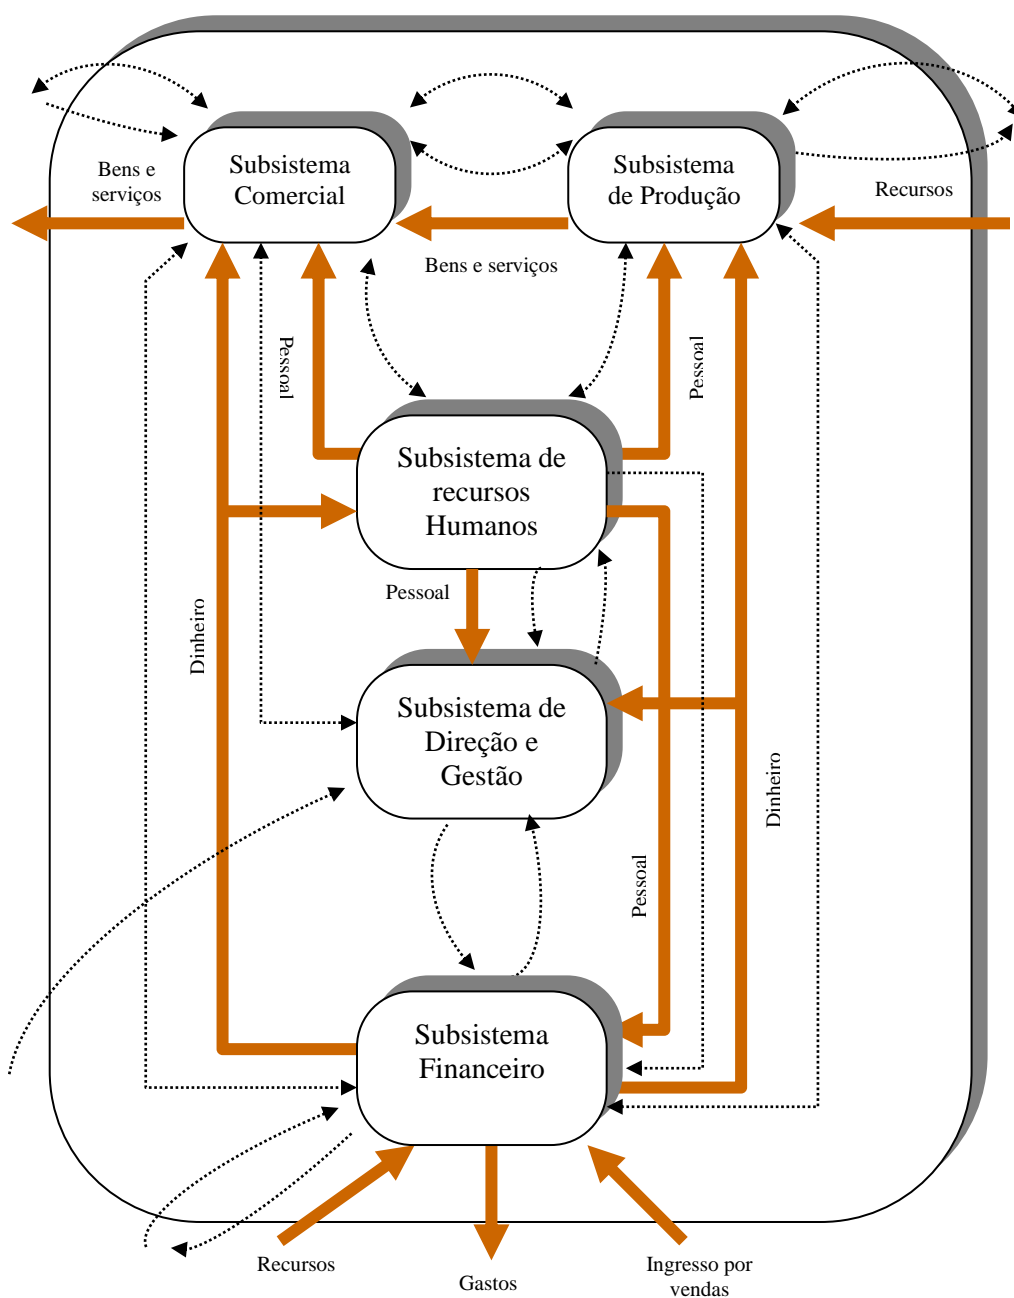 Subsistema
Comercial
Subsistema
de Produção
Bens e
serviços
Recursos
Bens e serviços
Pessoal
Pessoal
Subsistema de
recursos
Humanos
Pessoal
Dinheiro
Subsistema de
Direção e
Gestão
Dinheiro
Pessoal
Subsistema
Financeiro
Recursos
Gastos
Ingresso por
vendas